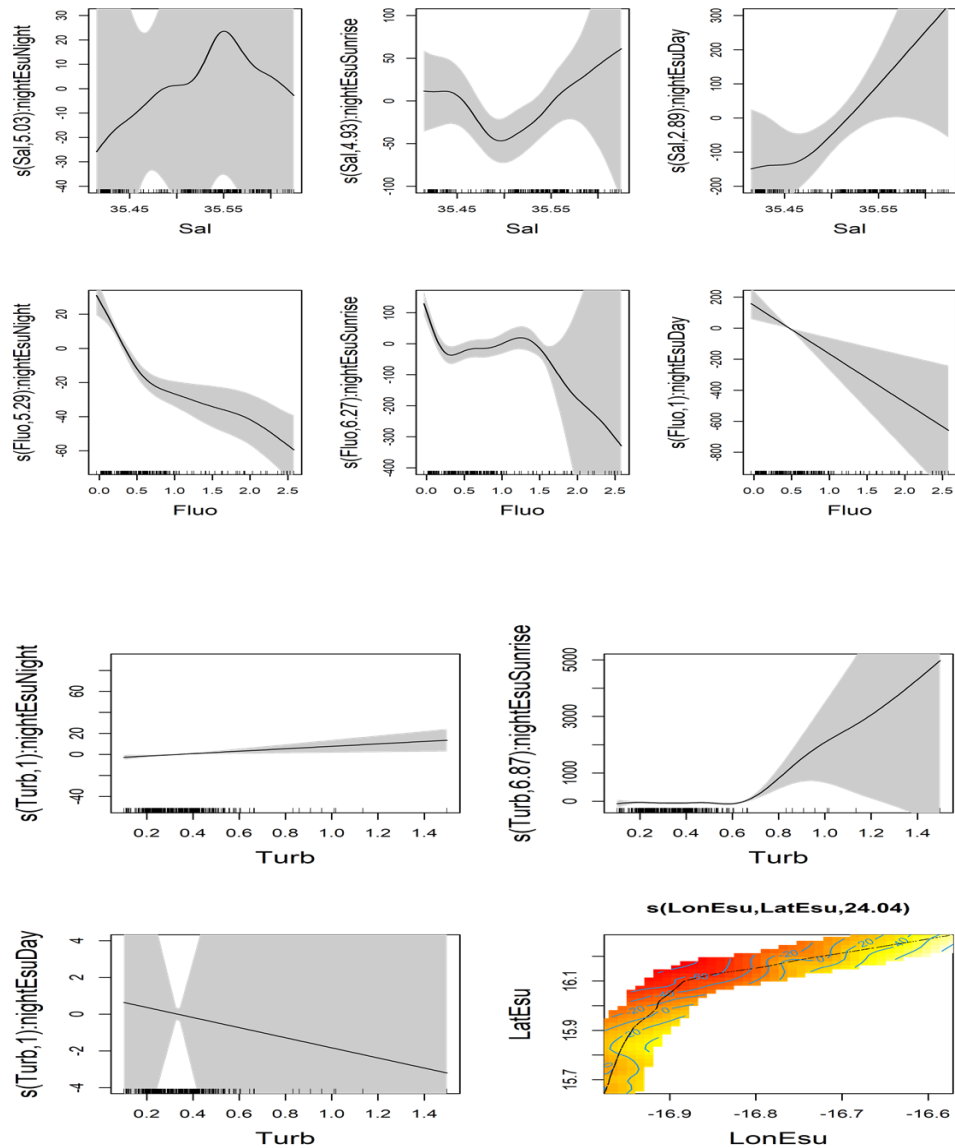 s(Sal,5.03):nightEsuNight
30
20
10
0
-10
-20
-30
40
35.45
35.55
Sal
s(Sal,4.93):nightEsuSunrise
100
50
0
-50
-100
35.45
35.55
Sal
s(Sal,2.89):nightEsuDay
300
200
100
0
-100
-200
35.45
35.55
Sal
s(Fluo,5.29):nightEsuNight
20
0
-20
-40
-60
0.0 0.5 1.0 1.5 2.0 2.5
Fluo
s(Fluo,6.27):nightEsuSunrise
100
0
-100
-200
-300
-400
0.0 0.5 1.0 1.5 2.0 2.5
Fluo
s(Fluo,1):nightEsuDay
200
0
-200
-400
-600
-800
0.0 0.5 1.0 1.5 2.0 2.5
Fluo
s(Turb,1):nightEsuNight
60
20
0
40
0.2 0.4 0.6 0.8 1.0 1.2 1.4
Turb
s(Turb,6.87):nightEsuSunrise
5000
3000
1000
0
0.2 0.4 0.6 0.8 1.0 1.2 1.4
Turb
s(Turb,1):nightEsuDay
4
2
0
-2
-4
0.2 0.4 0.6 0.8 1.0 1.2 1.4
Turb
s(LonEsu,LatEsu,24.04)
LatEsu
16.1
15.9
15.7
-16.9 -16.8 -16.7 -16.6
LonEsu